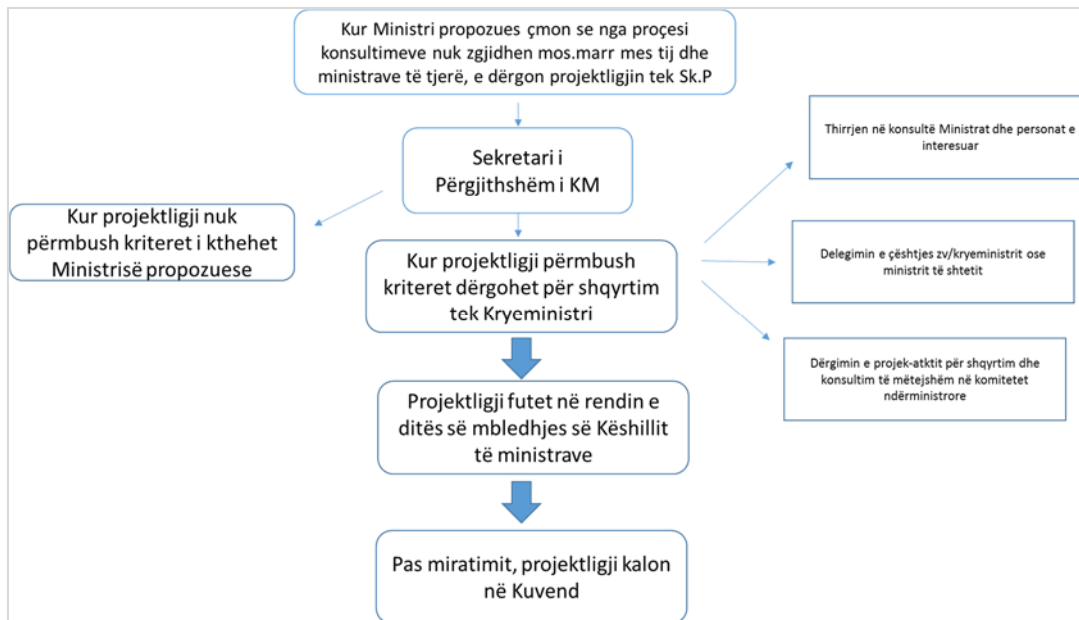 Kur Ministri propozues çmon se nga proçesi
konsultimeve nuk zgjidhen mos.marr mes tij dhe
ministrave të tjerë, e dërgon projektligjin tek Sk.P
Sekretari i
Përgjithshëm i KM
Kur projektligji nuk
përmbush kriteret i kthehet
Ministrisë propozuese
Kur projektligji përmbush
kriteret dërgohet për shqyrtim
tek Kryeministri
Thirrjen në konsultë Ministrat dhe personat e
interesuar
Delegimin e çështjes zv/kryeministrit ose
ministrit të shtetit
Dërgimin e projek-atktit për shqyrtim dhe
konsultim të mëtejshëm në komitetet
ndërministrore
Projektligji futet në rendin e
ditës së mbledhjes së Këshillit
të ministrave
Pas miratimit, projektligji kalon
në Kuvend